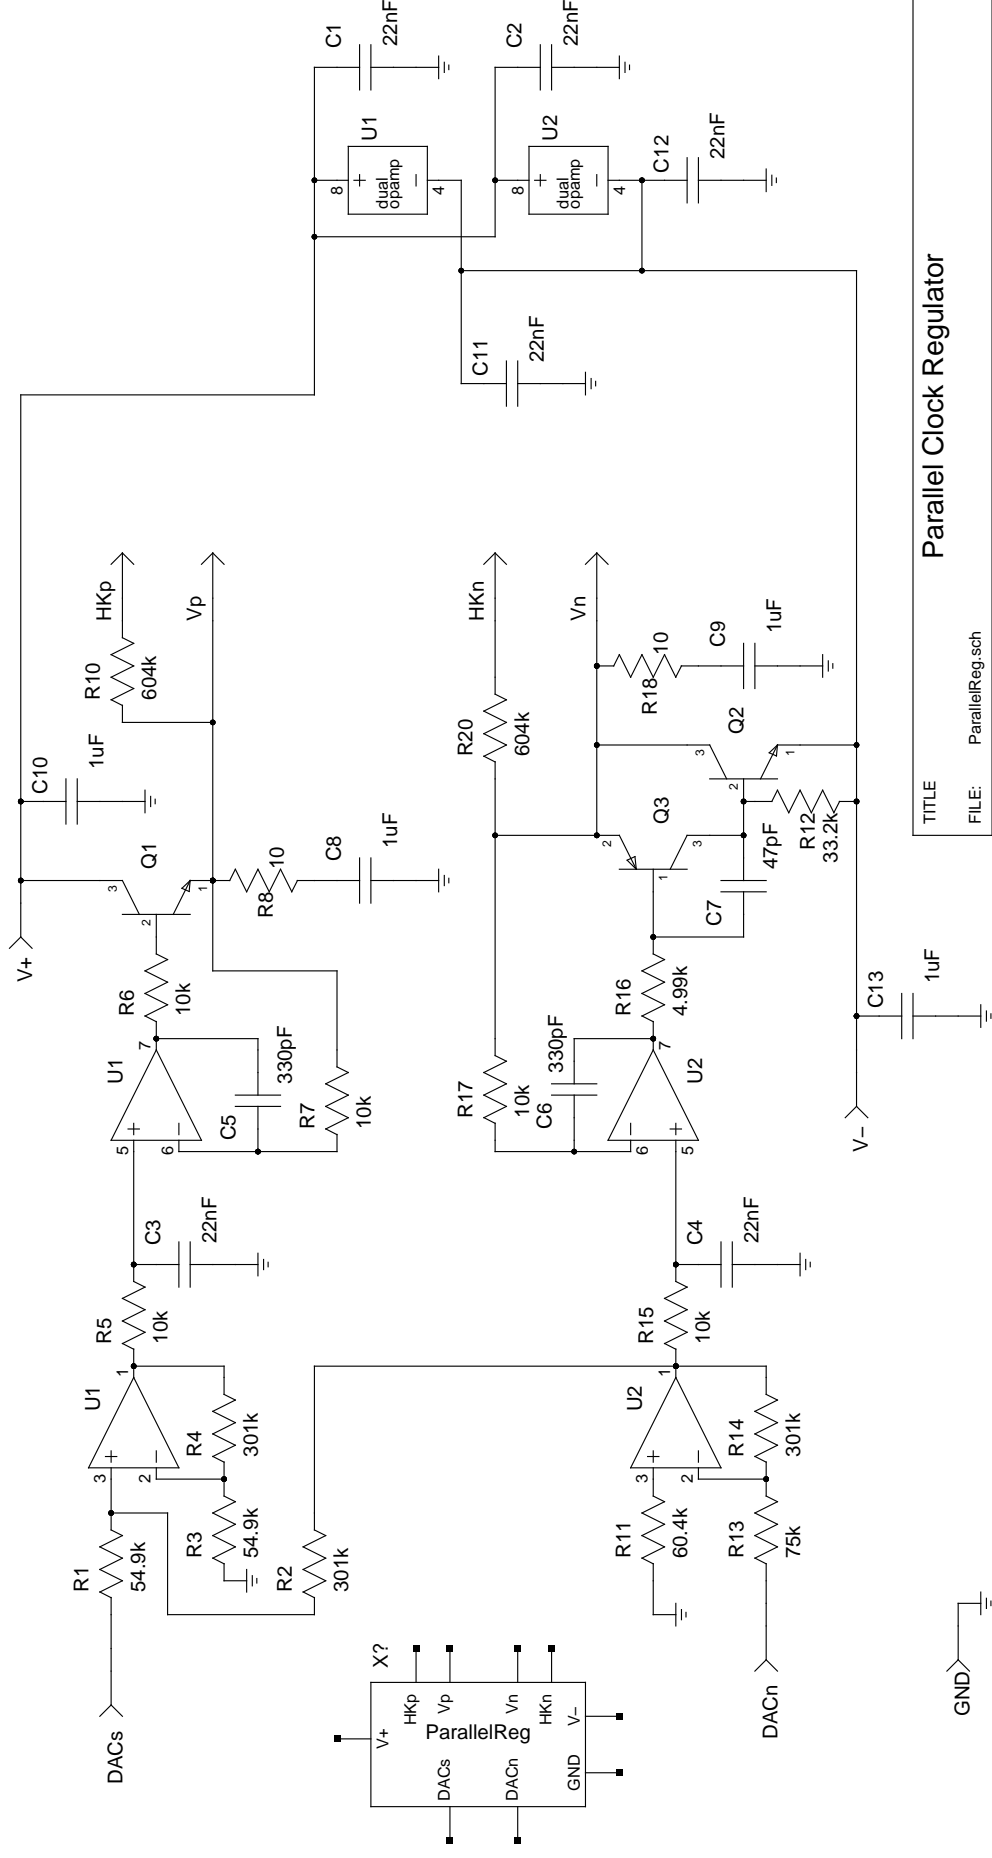 V+
C10
1uF
R10
604k
HKp
Vp
Q1
3
2
1
R6
10k
R8
10
C8
1uF
U1
5
6
7
+
−
C5
330pF
R7
10k
C3
22nF
R5
10k
U1
3
2
1
+
−
R4
301k
R3
54.9k
R1
54.9k
DACs
R2
301k
C1
22nF
U1
8
+
dual
opamp
−
4
C2
22nF
U2
8
+
dual
opamp
−
4
C12
22nF
C11
22nF
HKn
R20
604k
Vn
R18
10
C9
1uF
Q2
3
2
1
Q3
2
1
3
R12
33.2k
47pF
C7
R16
4.99k
C13
1uF
V−
R17
10k
C6
330pF
U2
6
5
7
−
+
C4
22nF
R15
10k
U2
3
2
1
+
−
R14
301k
R11
60.4k
R13
75k
DACn
GND
X?
V+
HKp
Vp
ParallelReg
Vn
HKn
V−
DACs
DACn
GND
TITLE
Parallel Clock Regulator
FILE:
ParallelReg.sch